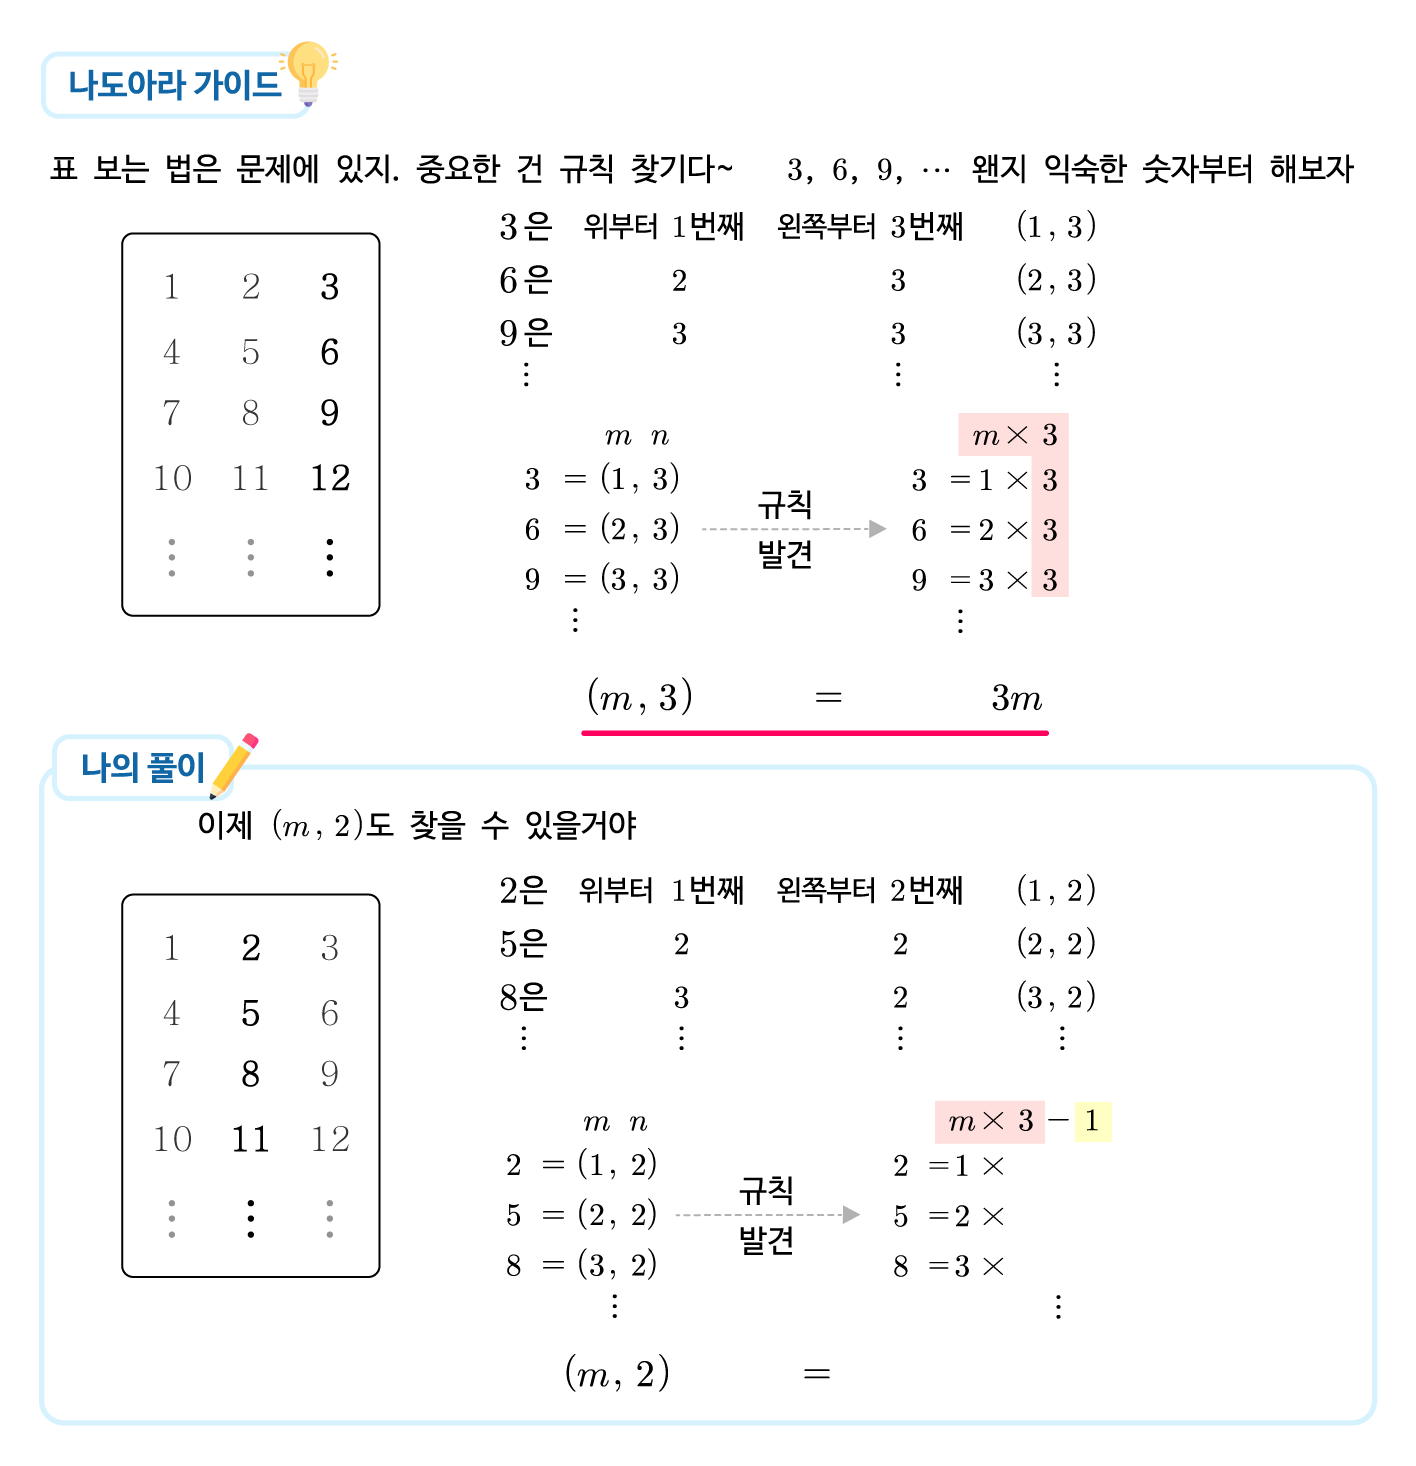 나도아라 가이드
표 보는 법은 문제에 있지. 중요한 건 규칙 찾기다~ 3, 6, 9, ⋯ 왠지 익숙한 숫자부터 해보자
1 2 3
4 5 6
7 8 9
10 11 12
⋮ ⋮ ⋮
3은 위부터 1번째 왼쪽부터 3번째 (1, 3)
6은 2 3 (2, 3)
9은 3 3 (3, 3)
⋮ ⋮ ⋮
m n
3 = (1, 3)
6 = (2, 3)
9 = (3, 3)
⋮
규칙
발견
m × 3
3 = 1 × 3
6 = 2 × 3
9 = 3 × 3
⋮
(m, 3) = 3m
나의 풀이
이제 (m, 2)도 찾을 수 있을거야
1 2 3
4 5 6
7 8 9
10 11 12
⋮ ⋮ ⋮
2은 위부터 1번째 왼쪽부터 2번째 (1, 2)
5은 2 2 (2, 2)
8은 3 2 (3, 2)
⋮ ⋮ ⋮ ⋮
m n
2 = (1, 2)
5 = (2, 2)
8 = (3, 2)
⋮
규칙
발견
m × 3 − 1
2 = 1 ×
5 = 2 ×
8 = 3 ×
⋮
(m, 2) =